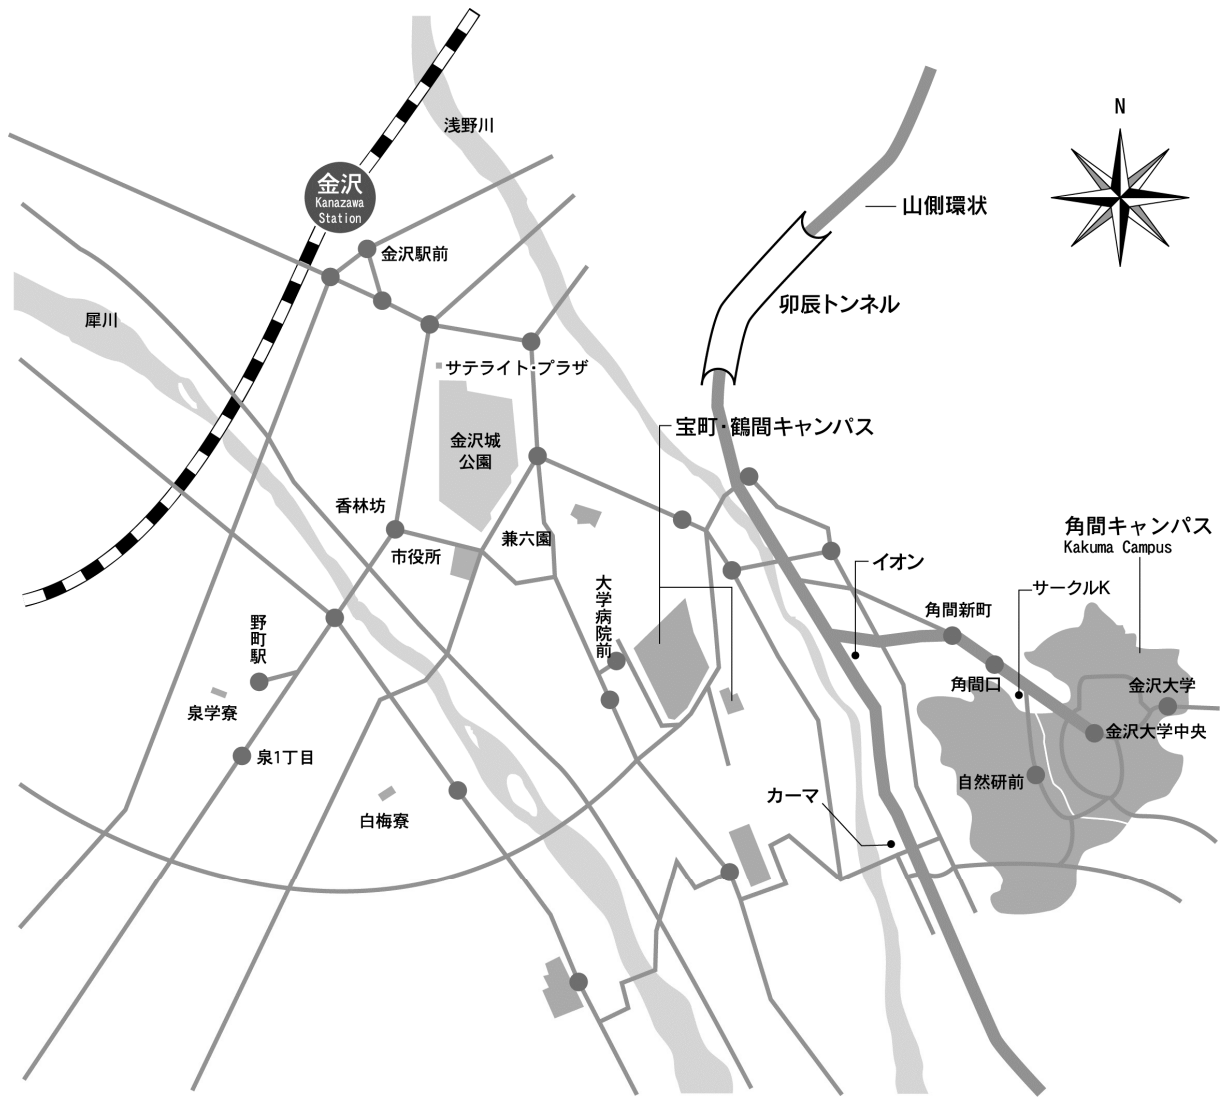 N
浅野川
金沢
Kanazawa
Station
山側環状
金沢駅前
卯辰トンネル
犀川
サテライト・プラザ
宝町・鶴間キャンパス
金沢城
公園
香林坊
角間キャンパス
Kakuma Campus
兼六園
市役所
イオン
大学病院前
サークルK
角間新町
野町駅
角間口
金沢大学
泉学寮
金沢大学中央
泉1丁目
自然研前
カーマ
白梅寮